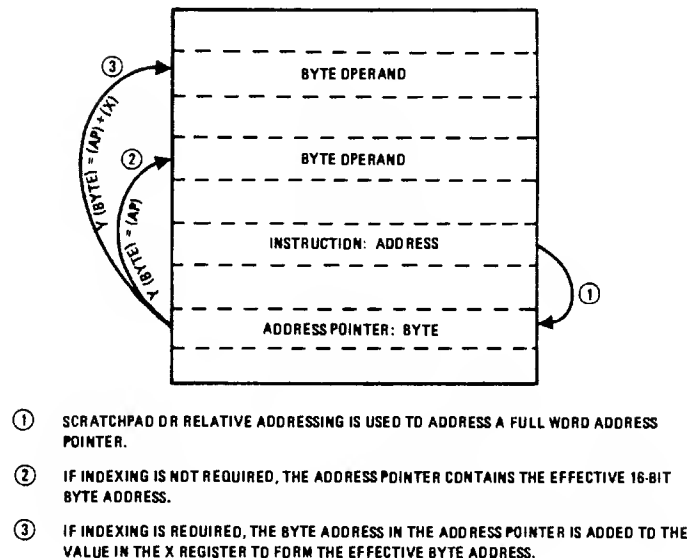 ③
BYTE OPERAND
Y (BYTE) = (AP) + (X)
②
BYTE OPERAND
Y (BYTE) = (AP)
INSTRUCTION: ADDRESS
①
ADDRESS POINTER: BYTE
① SCRATCHPAD OR RELATIVE ADDRESSING IS USED TO ADDRESS A FULL WORD ADDRESS
POINTER.
② IF INDEXING IS NOT REQUIRED, THE ADDRESS POINTER CONTAINS THE EFFECTIVE 16-BIT
BYTE ADDRESS.
③ IF INDEXING IS REQUIRED, THE BYTE ADDRESS IN THE ADDRESS POINTER IS ADDED TO THE
VALUE IN THE X REGISTER TO FORM THE EFFECTIVE BYTE ADDRESS.